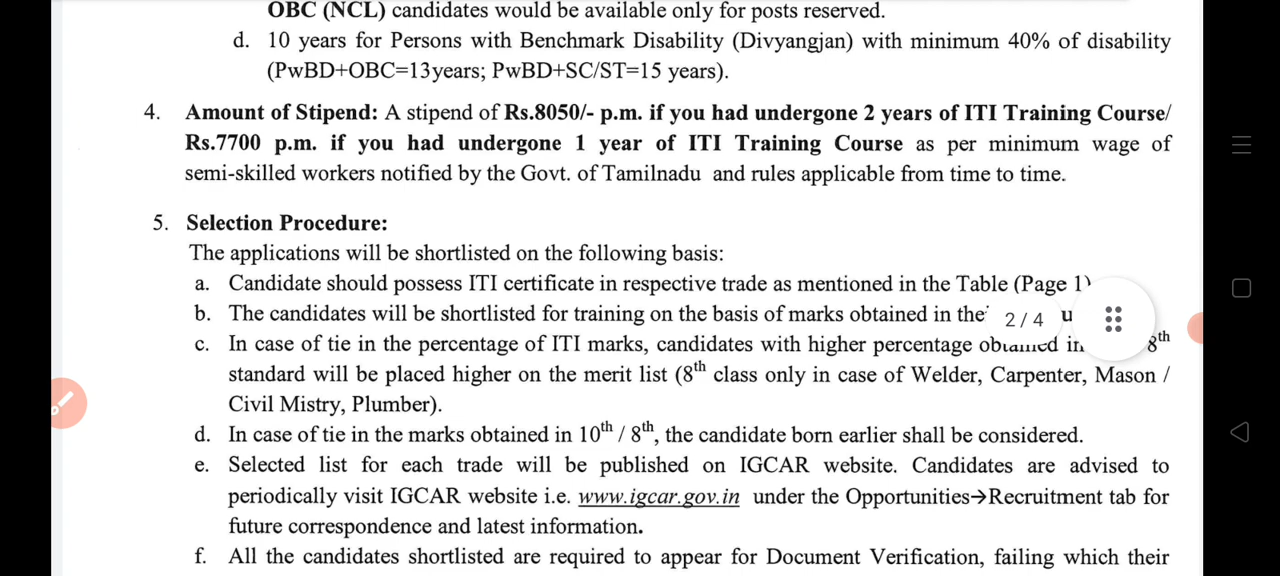 OBC (NCL) candidates would be available only for posts reserved.
d. 10 years for Persons with Benchmark Disability (Divyangjan) with minimum 40% of disability
(PwBD+OBC=13years; PwBD+SC/ST=15 years).
4. Amount of Stipend: A stipend of Rs.8050/- p.m. if you had undergone 2 years of ITI Training Course/
Rs.7700 p.m. if you had undergone 1 year of ITI Training Course as per minimum wage of
semi-skilled workers notified by the Govt. of Tamilnadu and rules applicable from time to time.
5. Selection Procedure:
The applications will be shortlisted on the following basis:
a. Candidate should possess ITI certificate in respective trade as mentioned in the Table (Page 1)
b. The candidates will be shortlisted for training on the basis of marks obtained in the
2 / 4
c. In case of tie in the percentage of ITI marks, candidates with higher percentage obtained in 8th
standard will be placed higher on the merit list (8th class only in case of Welder, Carpenter, Mason /
Civil Mistry, Plumber).
d. In case of tie in the marks obtained in 10th / 8th, the candidate born earlier shall be considered.
e. Selected list for each trade will be published on IGCAR website. Candidates are advised to
periodically visit IGCAR website i.e. www.igcar.gov.in under the Opportunities→Recruitment tab for
future correspondence and latest information.
f. All the candidates shortlisted are required to appear for Document Verification, failing which their